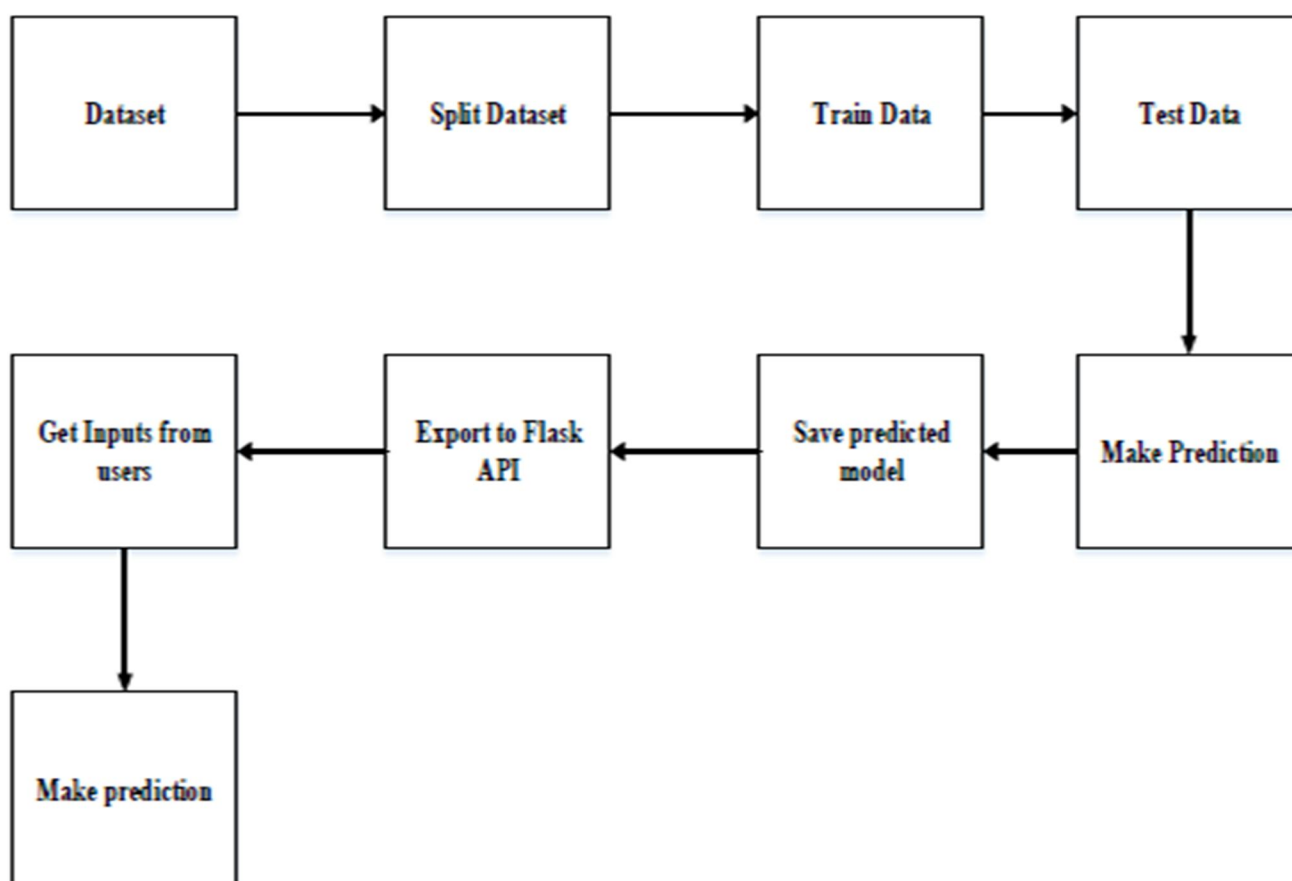 Dataset
Split Dataset
Train Data
Test Data
Get Inputs from
users
Export to Flask
API
Save predicted
model
Make Prediction
Make prediction